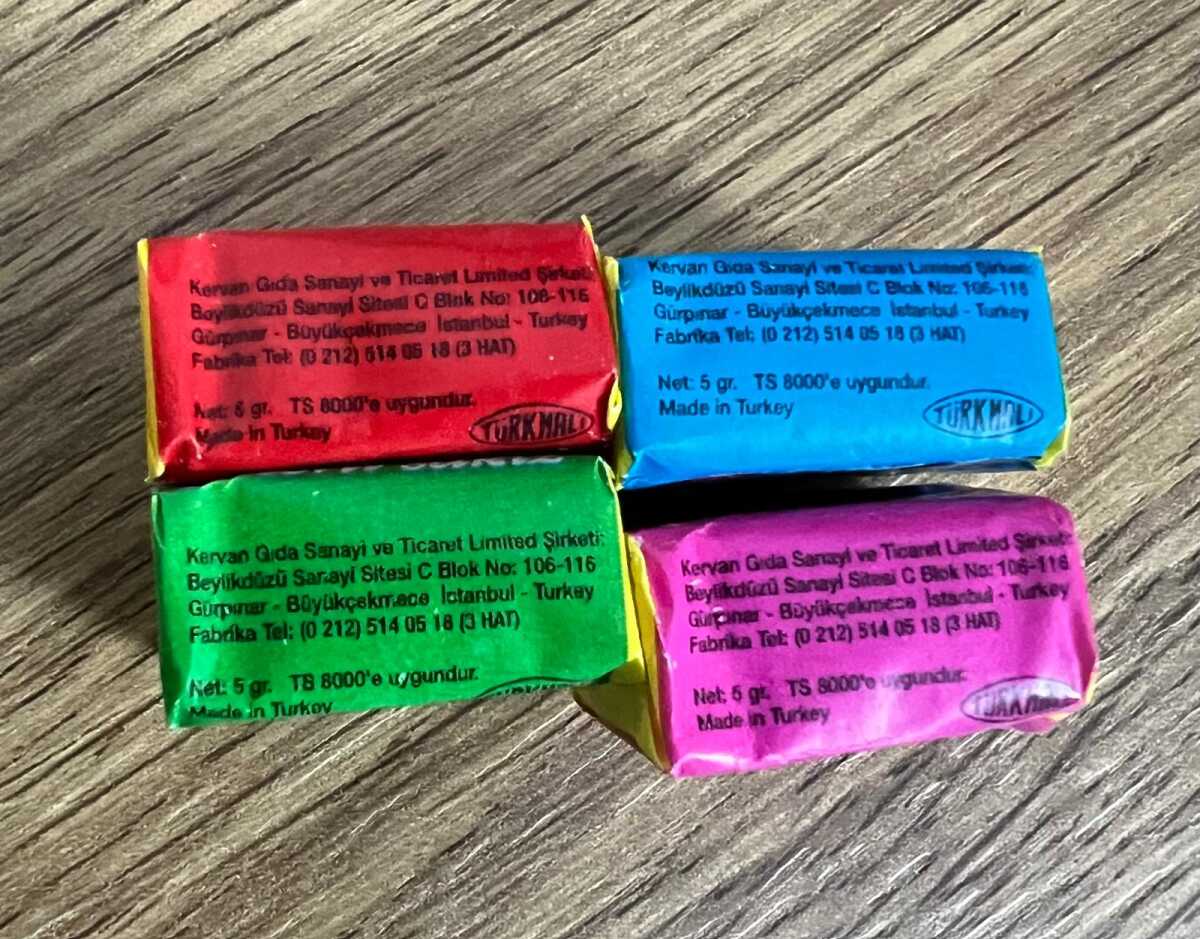 Kervan Gıda Sanayi ve Ticaret Limited Şirketi:
Beylikdüzü Sanayi Sitesi C Blok No: 106-116
Gürpınar - Büyükçekmece İstanbul - Turkey
Fabrika Tel: (0 212) 514 05 18 (3 HAT)
Net: 5 gr. TS 8000'e uygundur.
Made in Turkey
TÜRKMALI
Kervan Gıda Sanayi ve Ticaret Limited Şirketi:
Beylikdüzü Sanayi Sitesi C Blok No: 106-116
Gürpınar - Büyükçekmece İstanbul - Turkey
Fabrika Tel: (0 212) 514 05 18 (3 HAT)
Net: 5 gr. TS 8000'e uygundur.
Made in Turkey
TÜRKMALI
Kervan Gıda Sanayi ve Ticaret Limited Şirketi:
Beylikdüzü Sanayi Sitesi C Blok No: 106-116
Gürpınar - Büyükçekmece İstanbul - Turkey
Fabrika Tel: (0 212) 514 05 18 (3 HAT)
Net: 5 gr. TS 8000'e uygundur.
Made in Turkey
Kervan Gıda Sanayi ve Ticaret Limited Şirketi:
Beylikdüzü Sanayi Sitesi C Blok No: 106-116
Gürpınar - Büyükçekmece İstanbul - Turkey
Fabrika Tel: (0 212) 514 05 18 (3 HAT)
Net: 5 gr. TS 8000'e uygundur.
Made in Turkey
TÜRKMALI